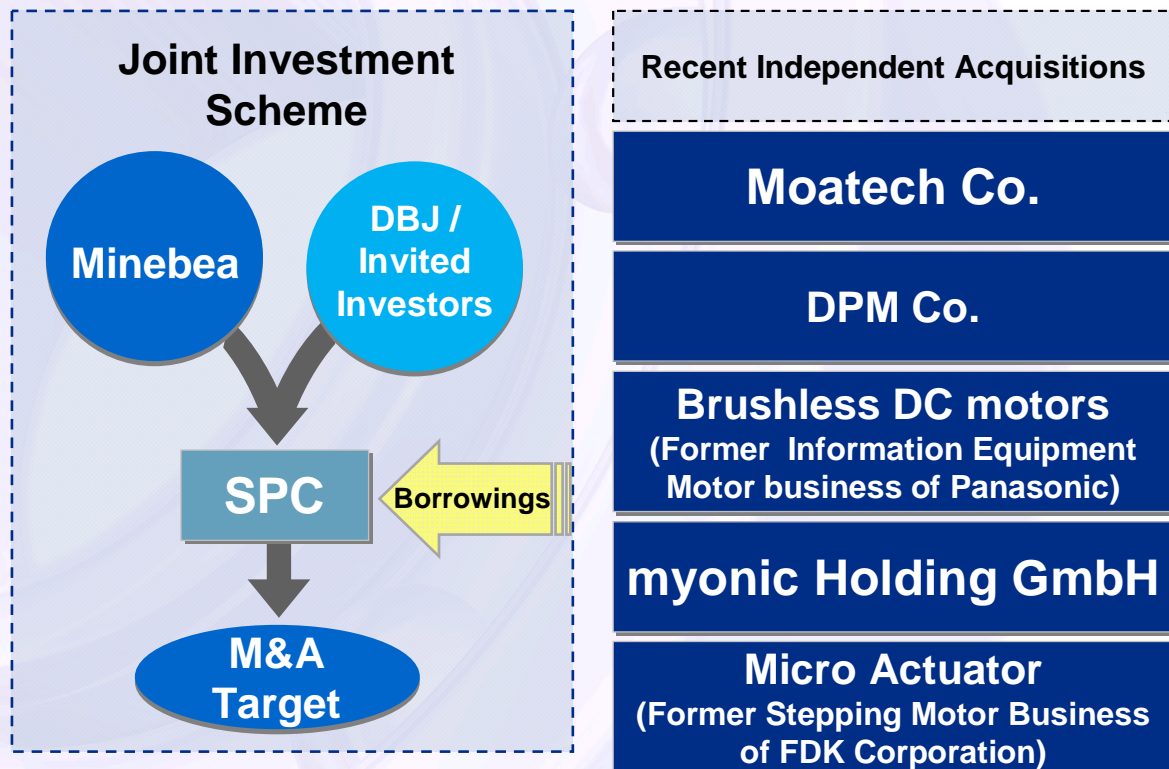 Joint Investment
Scheme
Minebea
DBJ /
Invited
Investors
SPC
Borrowings
M&A
Target
Recent Independent Acquisitions
Moatech Co.
DPM Co.
Brushless DC motors
(Former Information Equipment
Motor business of Panasonic)
myonic Holding GmbH
Micro Actuator
(Former Stepping Motor Business
of FDK Corporation)